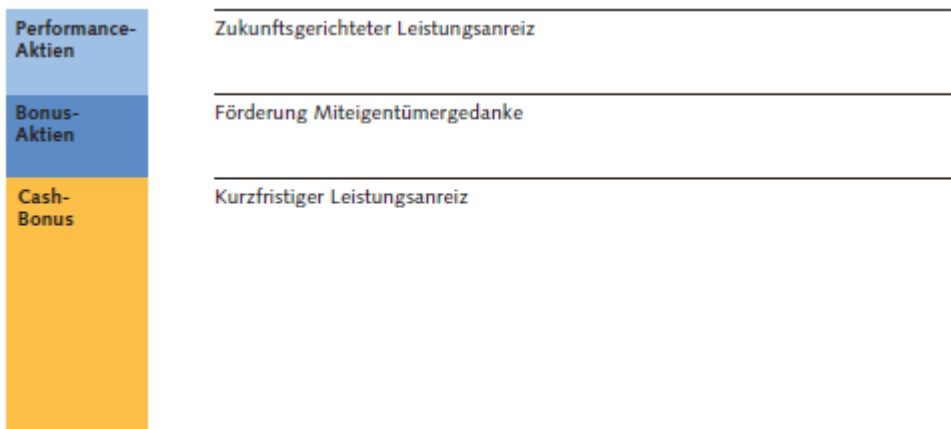 Performance-
Aktien
Zukunftsgerichteter Leistungsanreiz
Bonus-
Aktien
Förderung Miteigentümergedanke
Cash-
Bonus
Kurzfristiger Leistungsanreiz